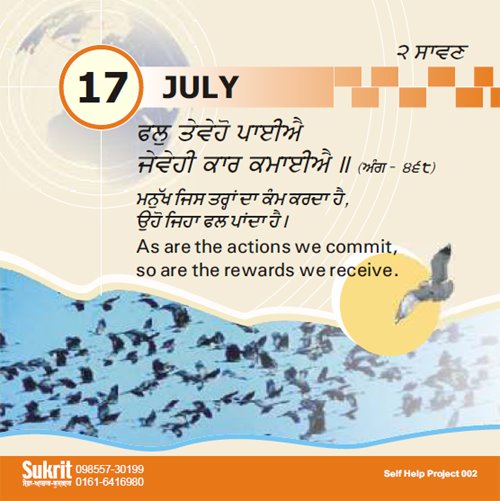 ੨ ਸਾਵਣ
17 JULY
ਫਲੁ ਤੇਵੇਹੋ ਪਾਈਐ
ਜੇਵੇਹੀ ਕਾਰ ਕਮਾਈਐ ॥ (ਅੰਗ - ੪੬੮)
ਮਨੁੱਖ ਜਿਸ ਤਰ੍ਹਾਂ ਦਾ ਕੰਮ ਕਰਦਾ ਹੈ,
ਉਹੋ ਜਿਹਾ ਫਲ ਪਾਂਦਾ ਹੈ।
As are the actions we commit,
so are the rewards we receive.
Sukrit 098557-30199
0161-6416980
Self Help Project 002